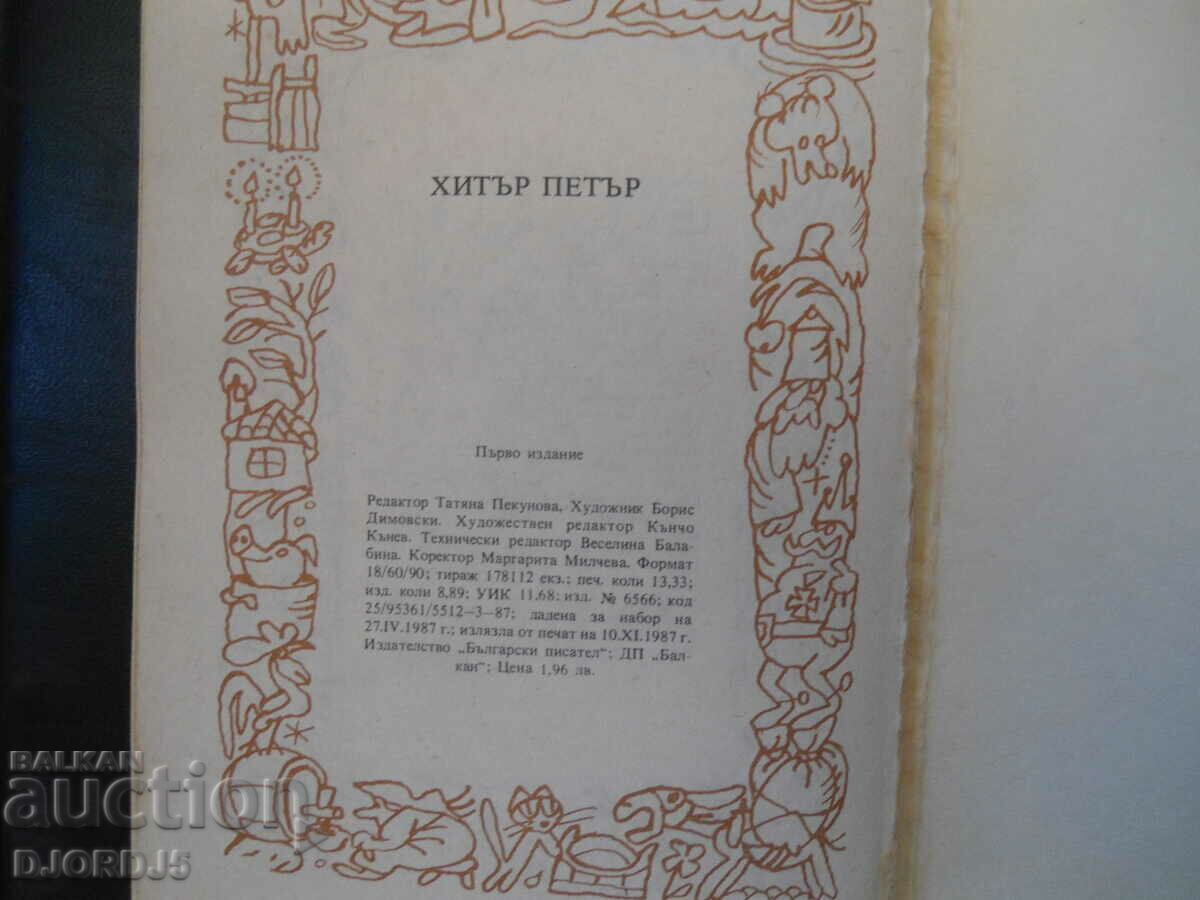 ХИТЪР ПЕТЪР
Първо издание
Редактор Татяна Пекунова, Художник Борис
Димовски. Художествен редактор Кънчо
Кънев. Технически редактор Веселина Бала-
бина. Коректор Маргарита Милчева. Формат
18/60/90; тираж 178112 екз.; печ. коли 13,33;
изд. коли 8,89; УИК 11,68; изд. № 6566; код
25/95361/5512—3—87; дадена за набор на
27.IV.1987 г.; излязла от печат на 10.XI.1987 г.
Издателство „Български писател“; ДП „Бал-
кан“; Цена 1,96 лв.
BALKAN
auction
DJORDJ5